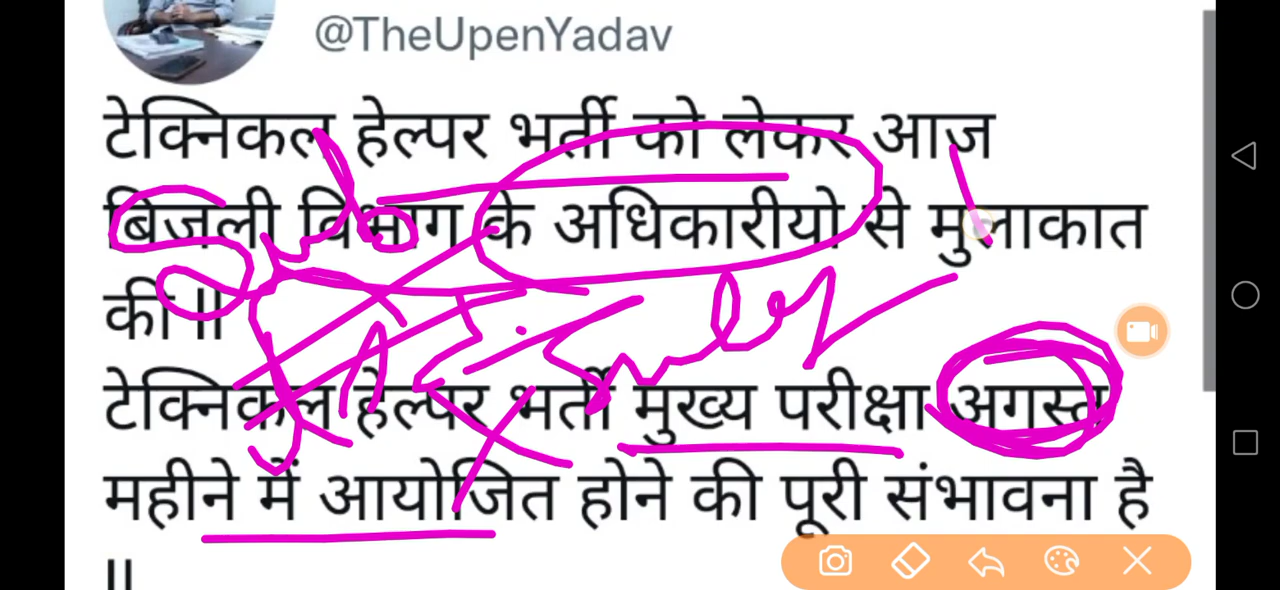 @TheUpenYadav
टेक्निकल हेल्पर भर्ती को लेकर आज
बिजली विभाग के अधिकारीयो से मुलाकात
की ||
टेक्निकल हेल्पर भर्ती मुख्य परीक्षा अगस्त
महीने में आयोजित होने की पूरी संभावना है
||